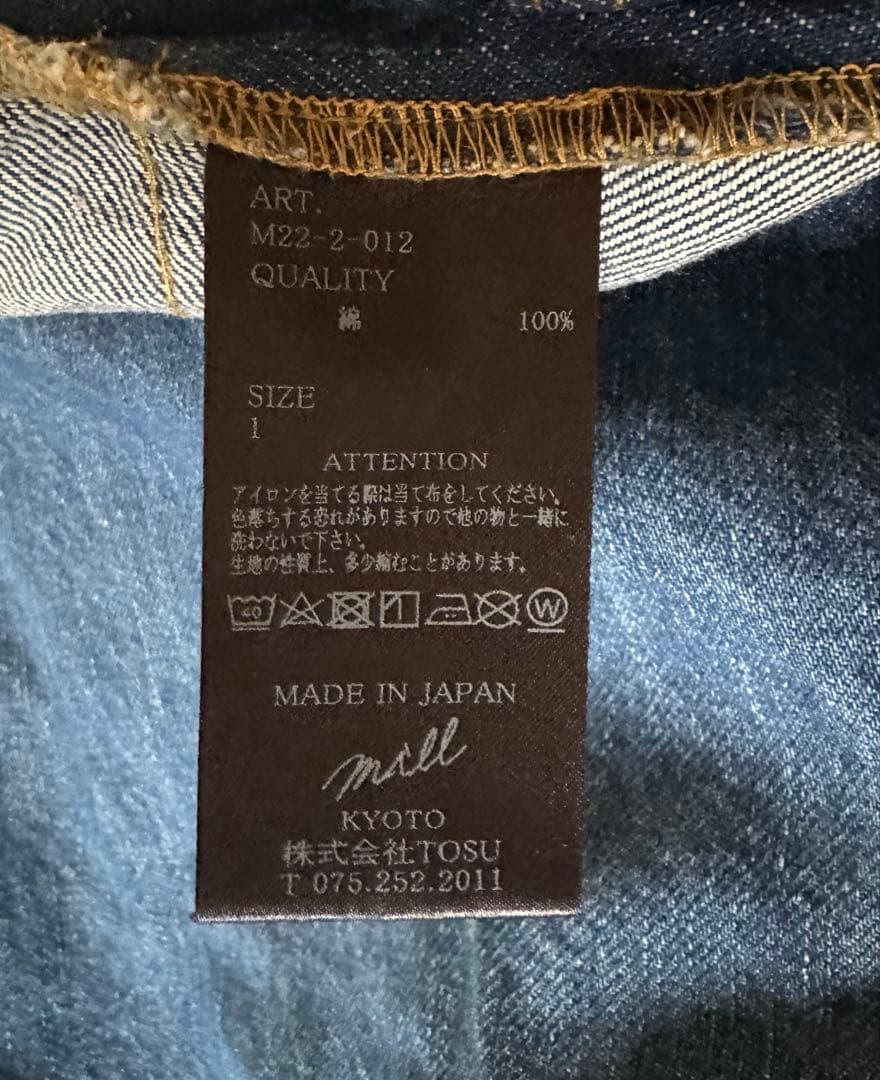 ART.
M22-2-012
QUALITY
綿 100%
SIZE
1
ATTENTION
アイロンを当てる際は当て布をしてください。
色落ちする恐れがありますので他の物と一緒に
洗わないで下さい。
生地の性質上、多少縮むことがあります。
40 W
MADE IN JAPAN
mill
KYOTO
株式会社TOSU
T 075.252.2011